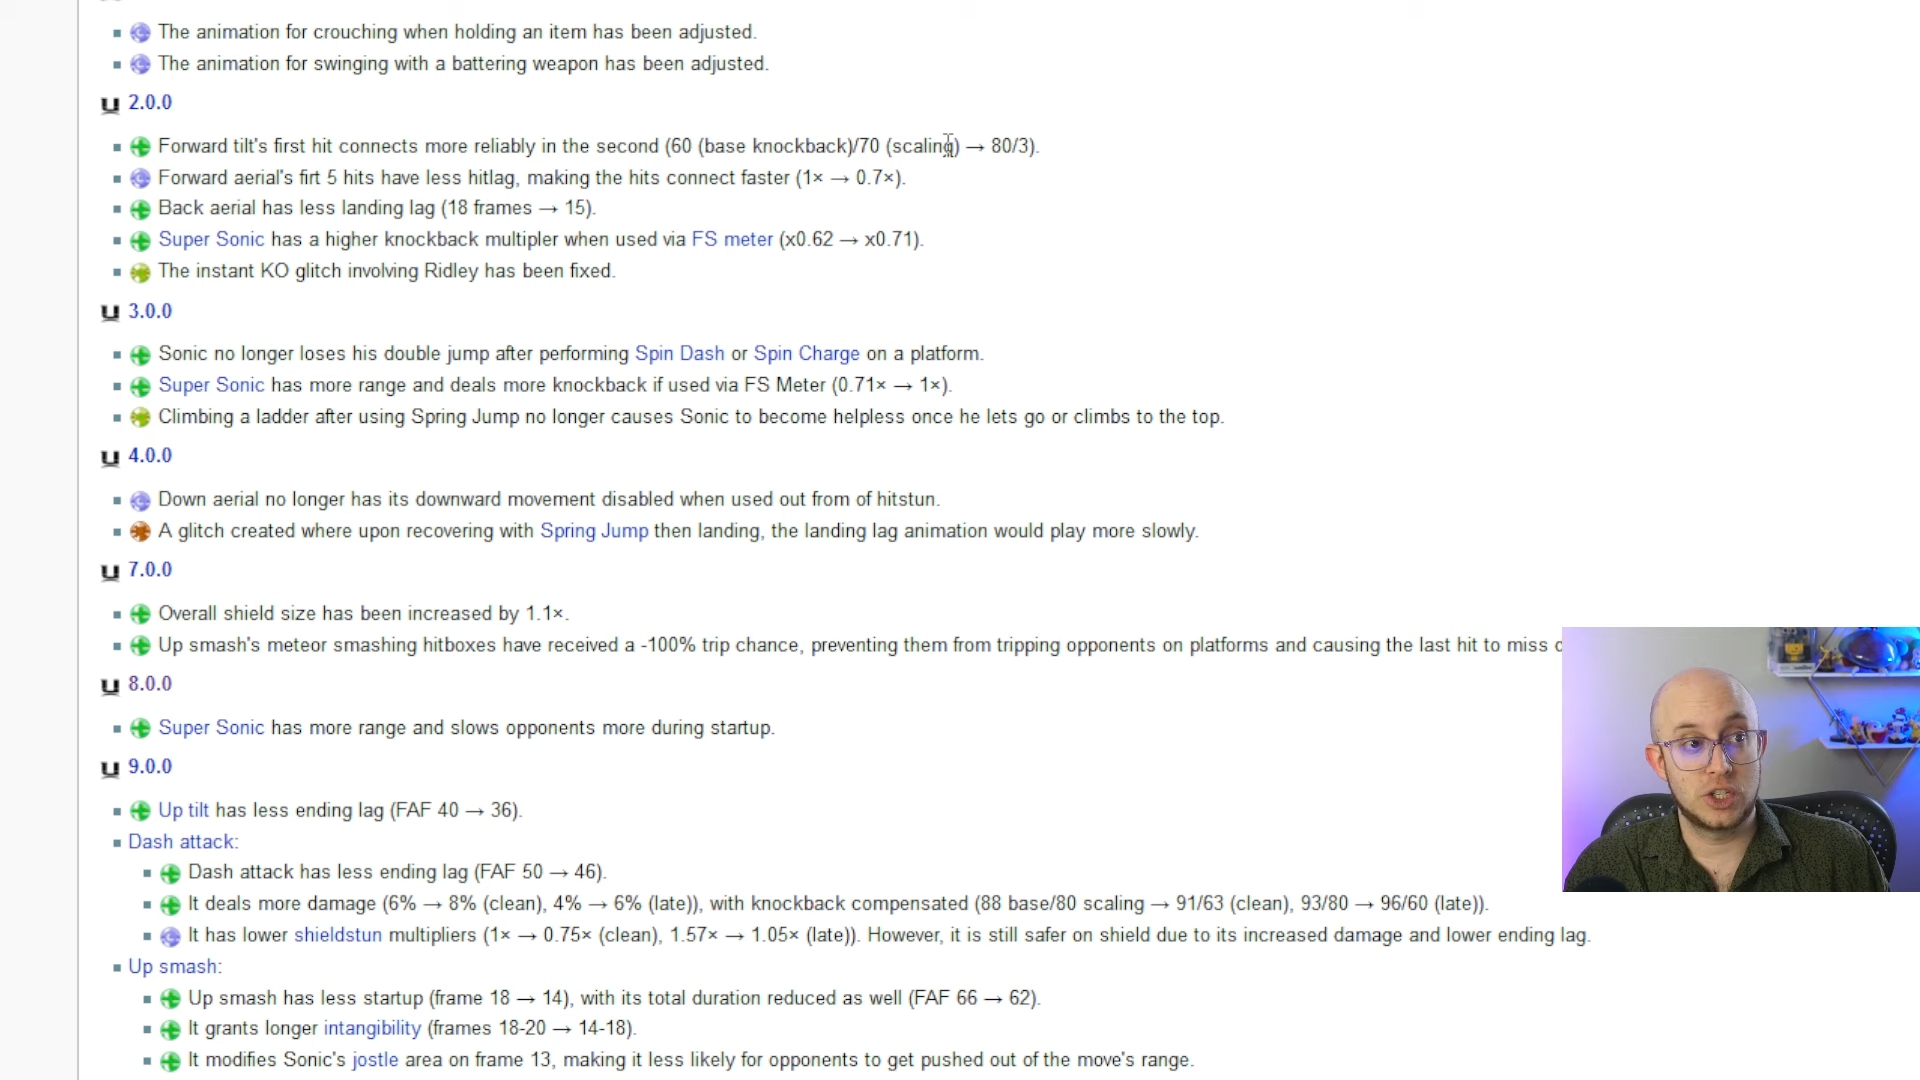 The animation for crouching when holding an item has been adjusted.
The animation for swinging with a battering weapon has been adjusted.
2.0.0
Forward tilt's first hit connects more reliably in the second (60 (base knockback)/70 (scaling) → 80/3).
Forward aerial's firt 5 hits have less hitlag, making the hits connect faster (1× → 0.7×).
Back aerial has less landing lag (18 frames → 15).
Super Sonic has a higher knockback multipler when used via FS meter (x0.62 → x0.71).
The instant KO glitch involving Ridley has been fixed.
3.0.0
Sonic no longer loses his double jump after performing Spin Dash or Spin Charge on a platform.
Super Sonic has more range and deals more knockback if used via FS Meter (0.71× → 1×).
Climbing a ladder after using Spring Jump no longer causes Sonic to become helpless once he lets go or climbs to the top.
4.0.0
Down aerial no longer has its downward movement disabled when used out from of hitstun.
A glitch created where upon recovering with Spring Jump then landing, the landing lag animation would play more slowly.
7.0.0
Overall shield size has been increased by 1.1×.
Up smash's meteor smashing hitboxes have received a -100% trip chance, preventing them from tripping opponents on platforms and causing the last hit to miss
8.0.0
Super Sonic has more range and slows opponents more during startup.
9.0.0
Up tilt has less ending lag (FAF 40 → 36).
Dash attack:
Dash attack has less ending lag (FAF 50 → 46).
It deals more damage (6% → 8% (clean), 4% → 6% (late)), with knockback compensated (88 base/80 scaling → 91/63 (clean), 93/80 → 96/60 (late)).
It has lower shieldstun multipliers (1× → 0.75× (clean), 1.57× → 1.05× (late)). However, it is still safer on shield due to its increased damage and lower ending lag.
Up smash:
Up smash has less startup (frame 18 → 14), with its total duration reduced as well (FAF 66 → 62).
It grants longer intangibility (frames 18-20 → 14-18).
It modifies Sonic's jostle area on frame 13, making it less likely for opponents to get pushed out of the move's range.